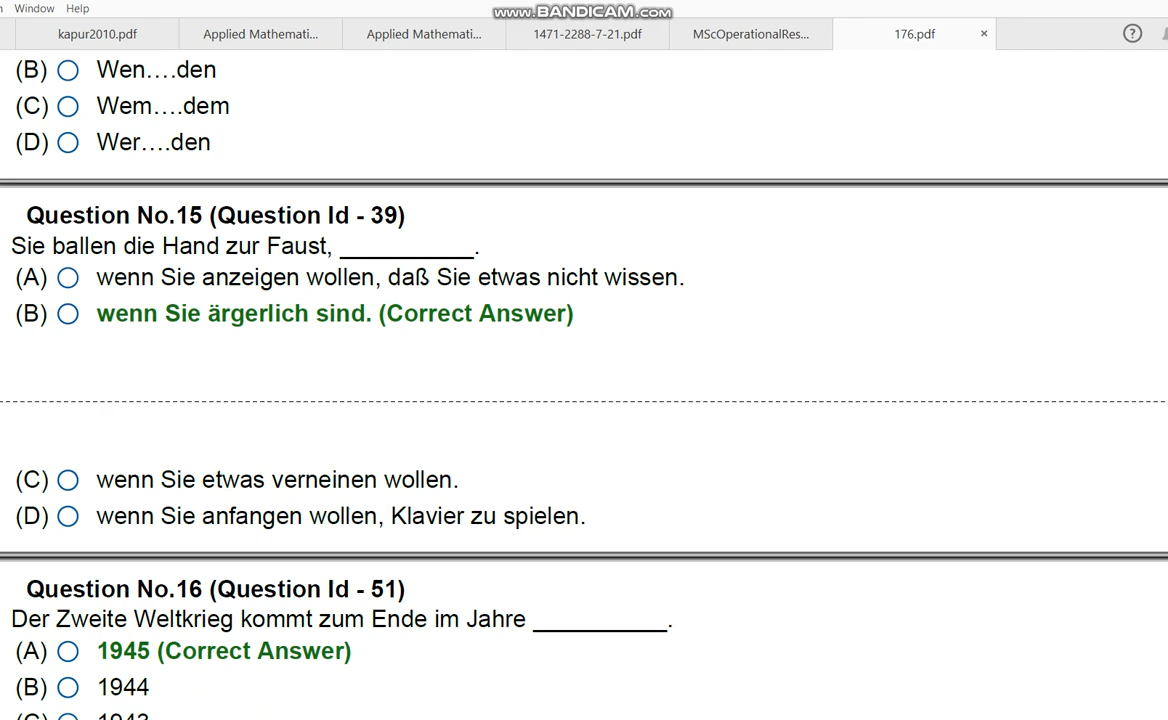 Window Help
www.BANDICAM.com
kapur2010.pdf Applied Mathemati... Applied Mathemati... 1471-2288-7-21.pdf MScOperationalRes... 176.pdf × ?
(B) Wen....den
(C) Wem....dem
(D) Wer....den
Question No.15 (Question Id - 39)
Sie ballen die Hand zur Faust, __________.
(A) wenn Sie anzeigen wollen, daß Sie etwas nicht wissen.
(B) wenn Sie ärgerlich sind. (Correct Answer)
(C) wenn Sie etwas verneinen wollen.
(D) wenn Sie anfangen wollen, Klavier zu spielen.
Question No.16 (Question Id - 51)
Der Zweite Weltkrieg kommt zum Ende im Jahre __________.
(A) 1945 (Correct Answer)
(B) 1944
(C) 1943